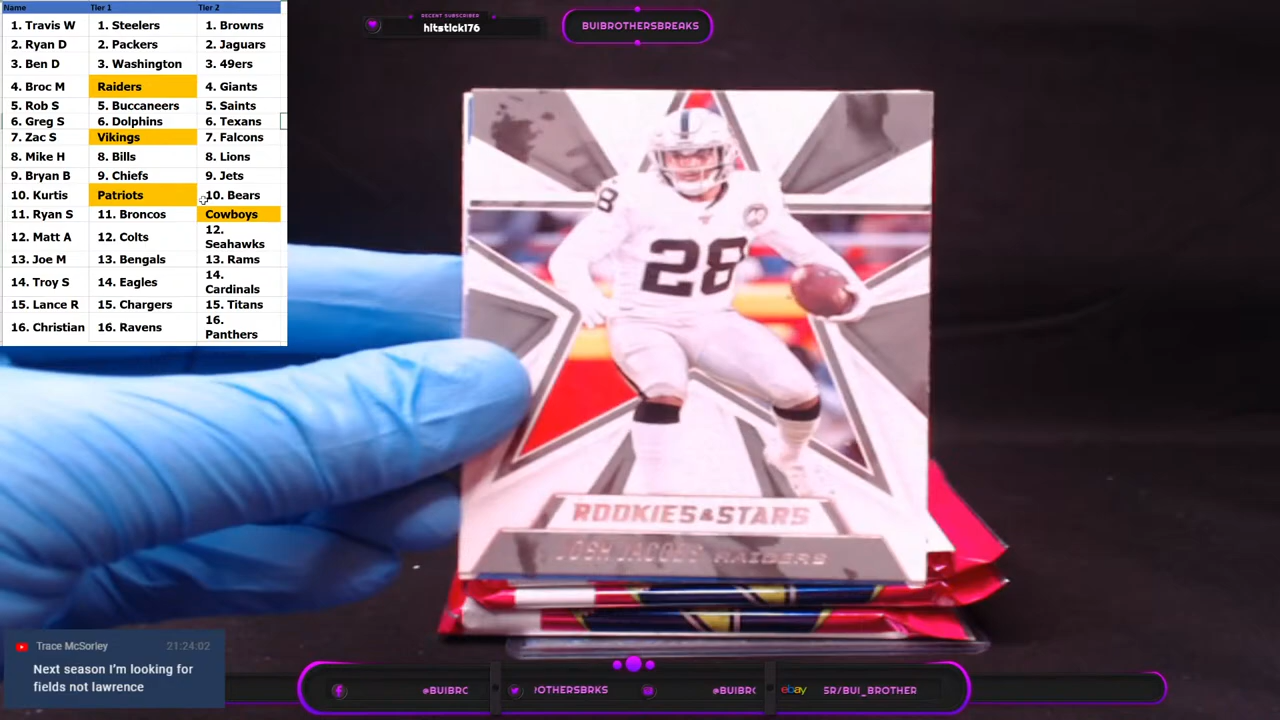 Name Tier 1 Tier 2
1. Travis W 1. Steelers 1. Browns
2. Ryan D 2. Packers 2. Jaguars
3. Ben D 3. Washington 3. 49ers
4. Broc M Raiders 4. Giants
5. Rob S 5. Buccaneers 5. Saints
6. Greg S 6. Dolphins 6. Texans
7. Zac S Vikings 7. Falcons
8. Mike H 8. Bills 8. Lions
9. Bryan B 9. Chiefs 9. Jets
10. Kurtis Patriots 10. Bears
11. Ryan S 11. Broncos Cowboys
12. Matt A 12. Colts 12. Seahawks
13. Joe M 13. Bengals 13. Rams
14. Troy S 14. Eagles 14. Cardinals
15. Lance R 15. Chargers 15. Titans
16. Christian 16. Ravens 16. Panthers
RECENT SUBSCRIBER
hitstick176
BUIBROTHERSBREAKS
28
28
ROOKIES & STARS
JOSH JACOBS RAIDERS
Trace McSorley 21:24:02
Next season I'm looking for
fields not lawrence
@BUIBRC
)OTHERSBRKS
@BUIBR(
ebay SR/BUI_BROTHER